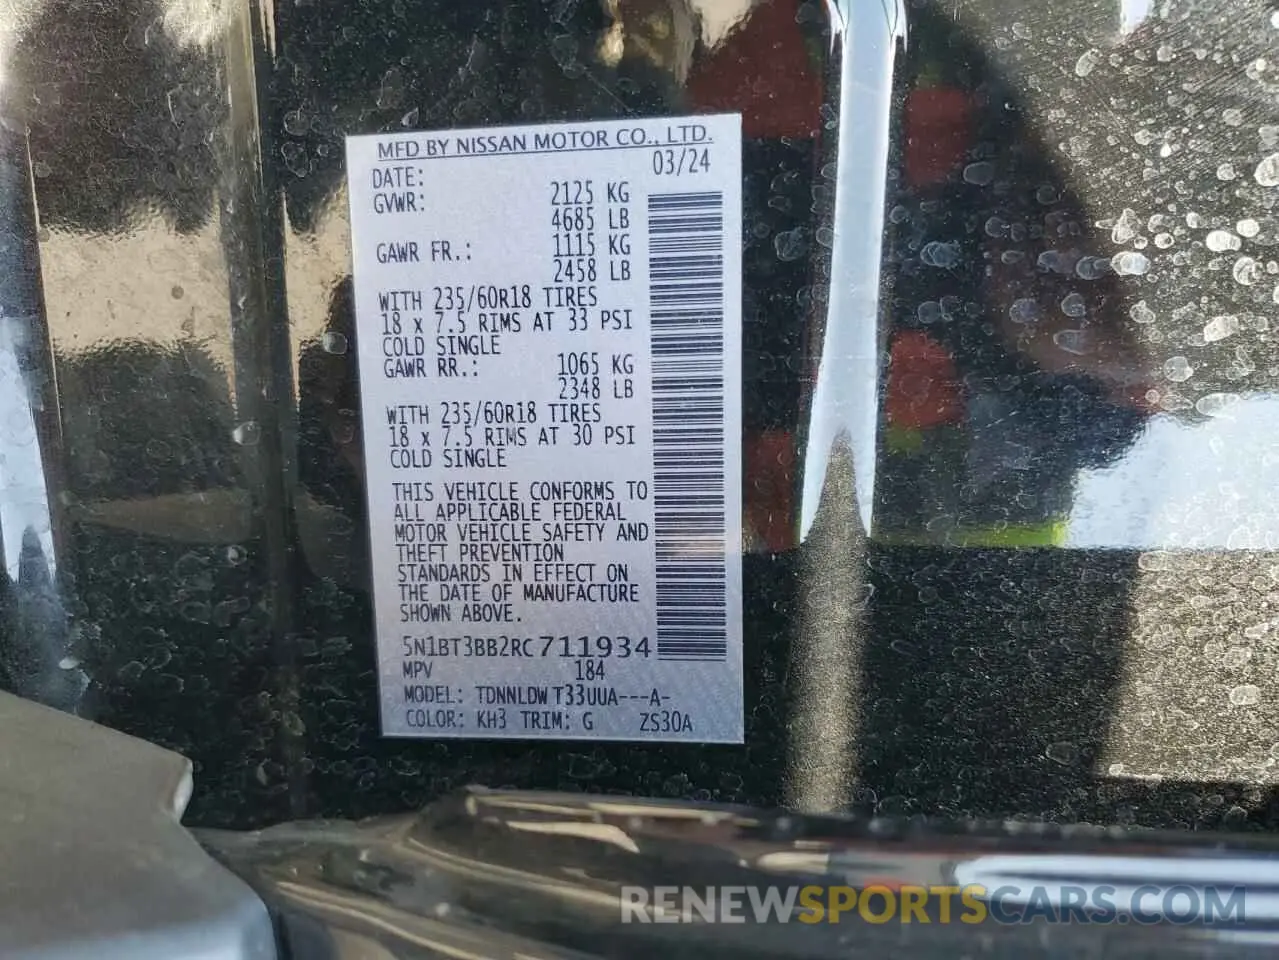 MFD BY NISSAN MOTOR CO., LTD.
DATE: 03/24
GVWR: 2125 KG
4685 LB
GAWR FR.: 1115 KG
2458 LB
WITH 235/60R18 TIRES
18 x 7.5 RIMS AT 33 PSI
COLD SINGLE
GAWR RR.: 1065 KG
2348 LB
WITH 235/60R18 TIRES
18 x 7.5 RIMS AT 30 PSI
COLD SINGLE
THIS VEHICLE CONFORMS TO
ALL APPLICABLE FEDERAL
MOTOR VEHICLE SAFETY AND
THEFT PREVENTION
STANDARDS IN EFFECT ON
THE DATE OF MANUFACTURE
SHOWN ABOVE.
5N1BT3BB2RC711934
MPV 184
MODEL: TDNNLDW T33UUA---A-
COLOR: KH3 TRIM: G ZS30A
RENEWSPORTSCARS.COM